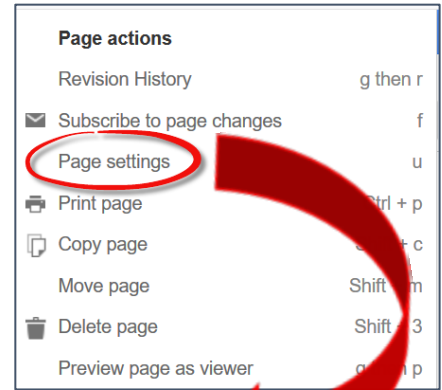 Page actions
Revision History g then r
Subscribe to page changes f
Page settings u
Print page + p
Copy page + c
Move page Shift
Delete page Shift 3
Preview page as viewer p